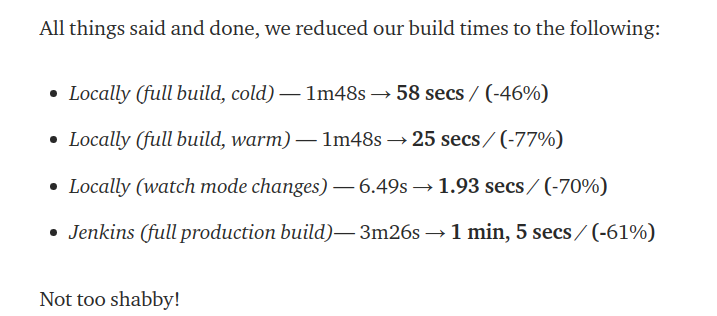 All things said and done, we reduced our build times to the following:
• Locally (full build, cold) — 1m48s → 58 secs / (-46%)
• Locally (full build, warm) — 1m48s → 25 secs / (-77%)
• Locally (watch mode changes) — 6.49s → 1.93 secs / (-70%)
• Jenkins (full production build)— 3m26s → 1 min, 5 secs / (-61%)
Not too shabby!